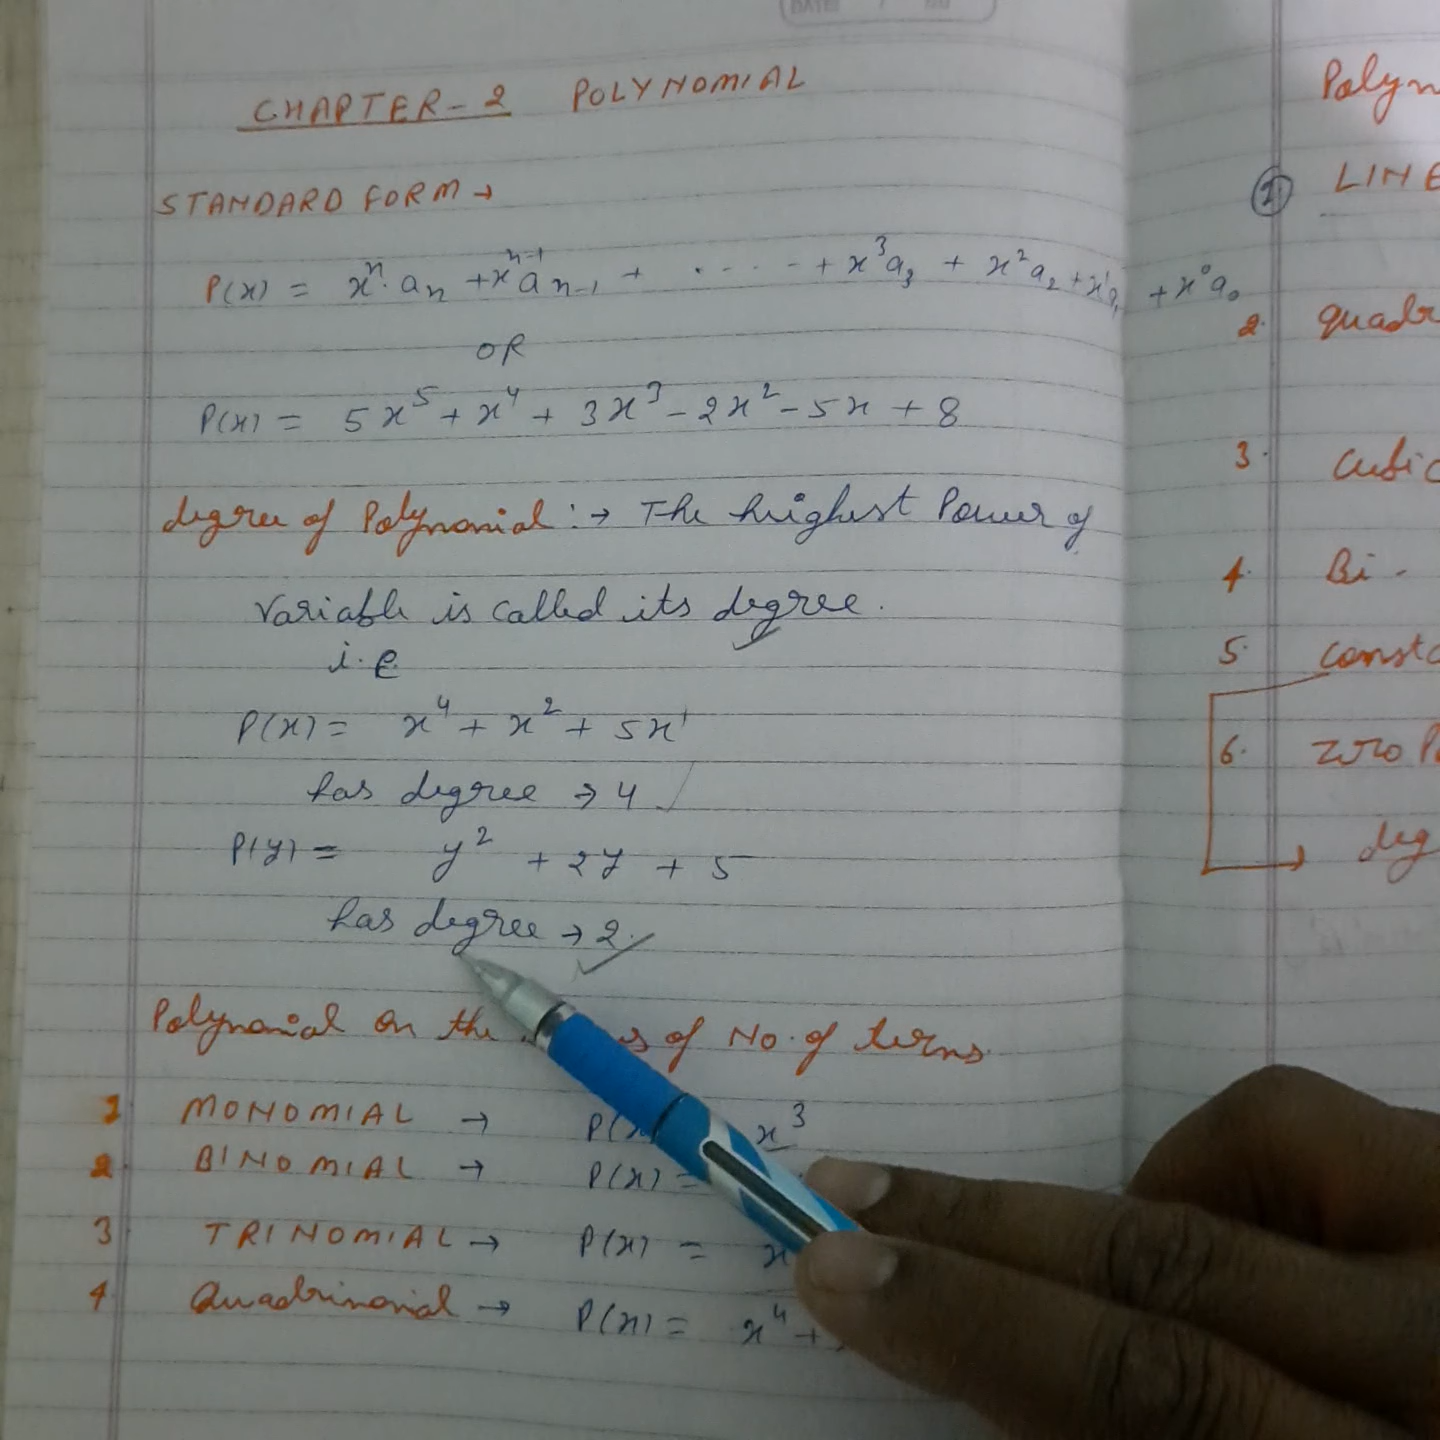 CHAPTER-2 POLYNOMIAL
STANDARD FORM →
P(x) = xⁿ·aₙ + xⁿ⁻¹aₙ₋₁ + ····- + x³a₃ + x²a₂ + x¹a₁ + x⁰a₀
OR
P(x) = 5x⁵ + x⁴ + 3x³ - 2x² - 5x + 8
degree of Polynomial :→ The highest Power of
variable is called its degree.
i.e
P(x) = x⁴ + x² + 5x¹
has degree → 4
P(y) = y² + 2y + 5
has degree → 2
Polynomial on the of No. of terms
1 MONOMIAL → P(x x³
2 BINOMIAL → P(x) =
3 TRINOMIAL → P(x) = x
4 Quadrinomial → P(x) = x⁴ +
Polyn
1 LINE
2. quadr
3. cubic
4. Bi-
5. consta
6. zero P
deg